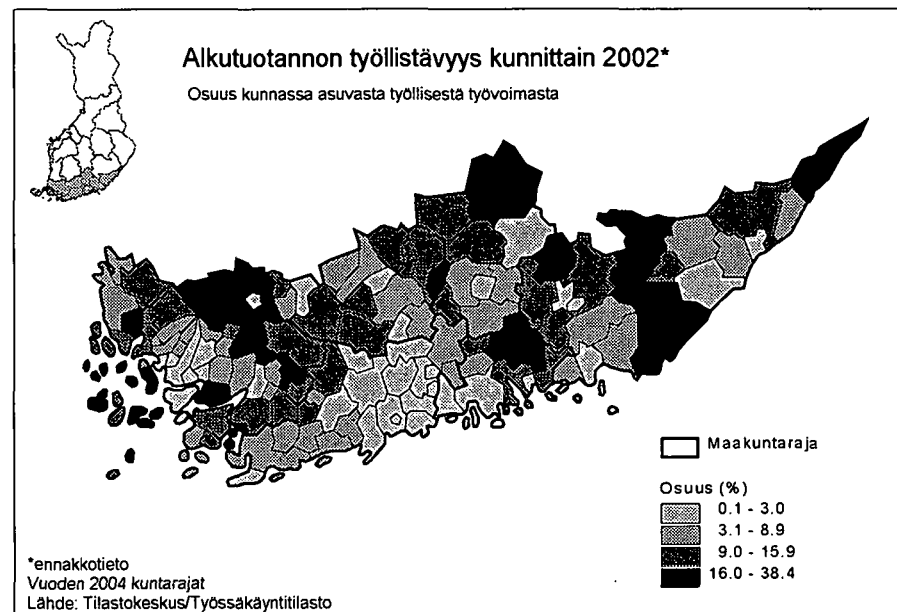 Alkutuotannon työllistävyys kunnittain 2002*
Osuus kunnassa asuvasta työllisestä työvoimasta
Maakuntaraja
Osuus (%)
0.1 - 3.0
3.1 - 8.9
9.0 - 15.9
16.0 - 38.4
*ennakkotieto
Vuoden 2004 kuntarajat
Lähde: Tilastokeskus/Työssäkäyntitilasto